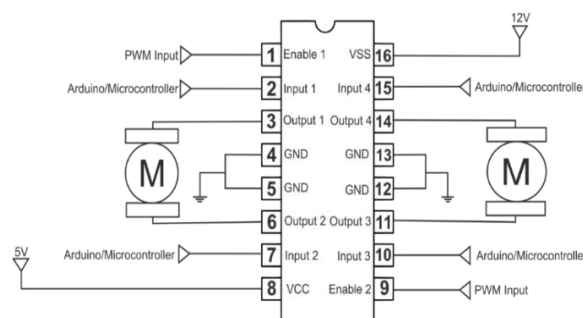 12V
PWM Input 1 Enable 1 VSS 16
Arduino/Microcontroller 2 Input 1 Input 4 15 Arduino/Microcontroller
3 Output 1 Output 4 14
M 4 GND GND 13 M
5 GND GND 12
6 Output 2 Output 3 11
5V Arduino/Microcontroller 7 Input 2 Input 3 10 Arduino/Microcontroller
8 VCC Enable 2 9 PWM Input